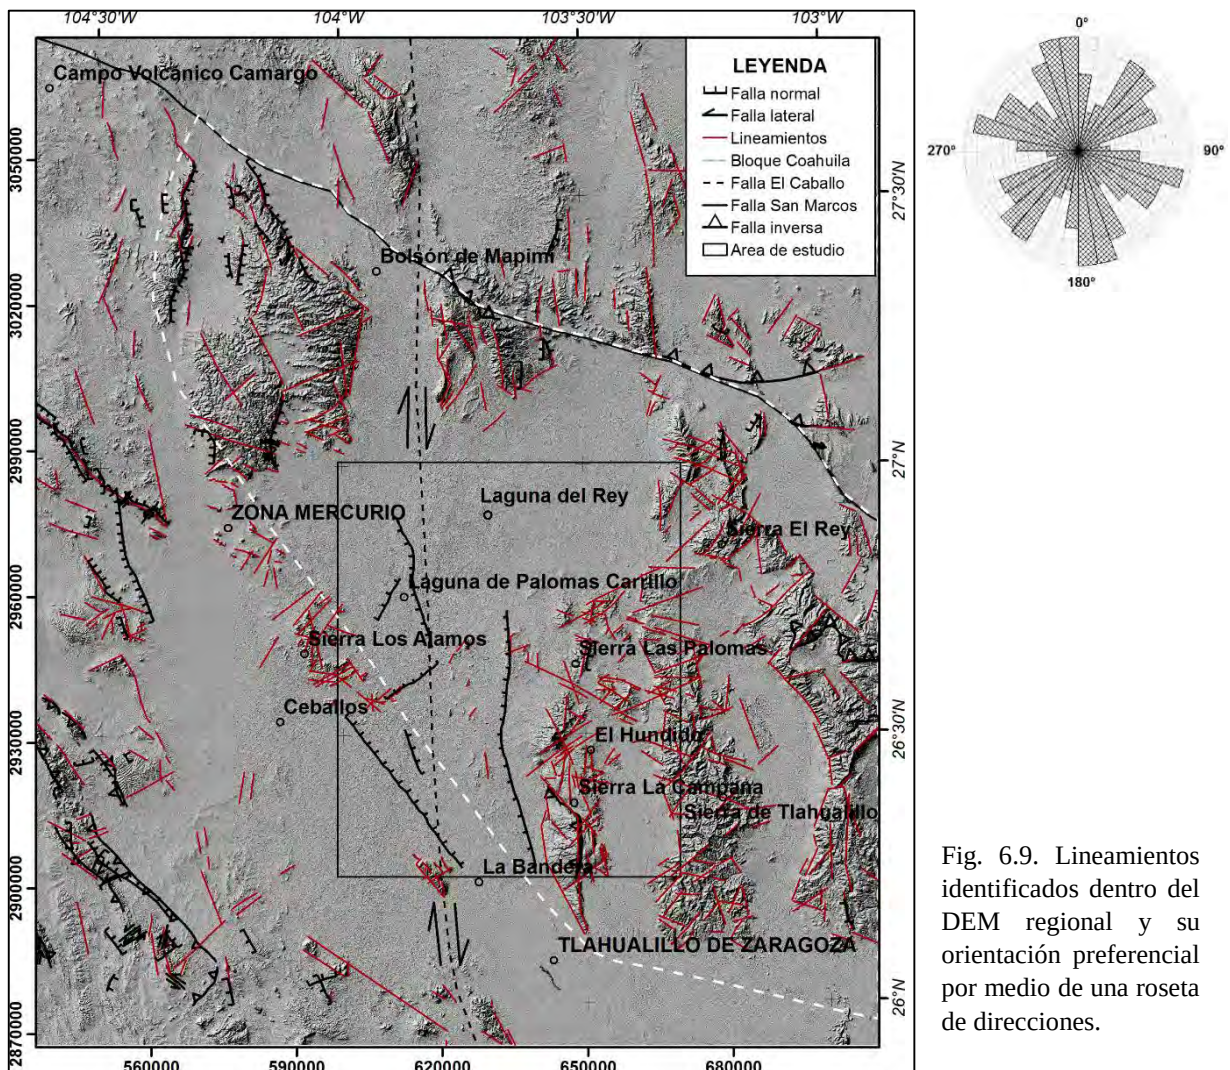 104°30'W
104°W
103°30'W
103°W
0°
Campo Volcánico Camargo
LEYENDA
Falla normal
Falla lateral
Lineamientos
Bloque Coahuila
Falla El Caballo
Falla San Marcos
Falla inversa
Area de estudio
270°
90°
180°
3050000
27°30'N
Bolsón de Mapimí
3020000
2990000
27°N
Laguna del Rey
ZONA MERCURIO
Sierra El Rey
Laguna de Palomas Carrillo
2960000
Sierra Los Alamos
Sierra Las Palomas
Ceballos
2930000
El Hundido
26°30'N
Sierra La Campana
Sierra de Tlahualilo
La Bandera
2900000
TLAHUALILLO DE ZARAGOZA
26°N
2870000
560000
590000
620000
650000
680000
Fig. 6.9. Lineamientos
identificados dentro del
DEM regional y su
orientación preferencial
por medio de una roseta
de direcciones.